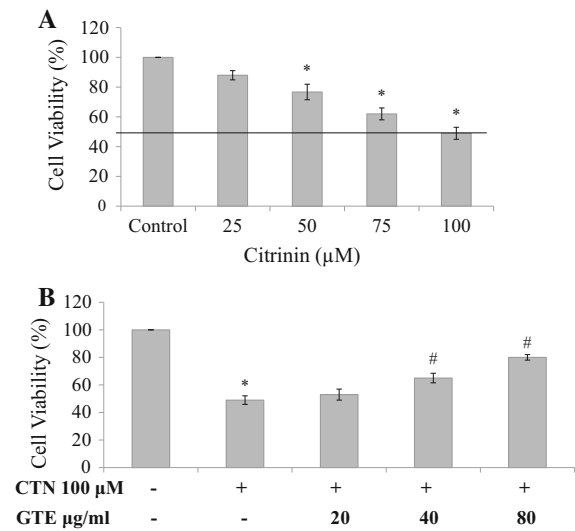 A
120
100
80
60
40
20
0
Cell Viability (%)
*
*
*
Control 25 50 75 100
Citrinin (µM)
B
120
100
80
60
40
20
0
Cell Viability (%)
*
#
#
CTN 100 µM - + + + +
GTE µg/ml - - 20 40 80